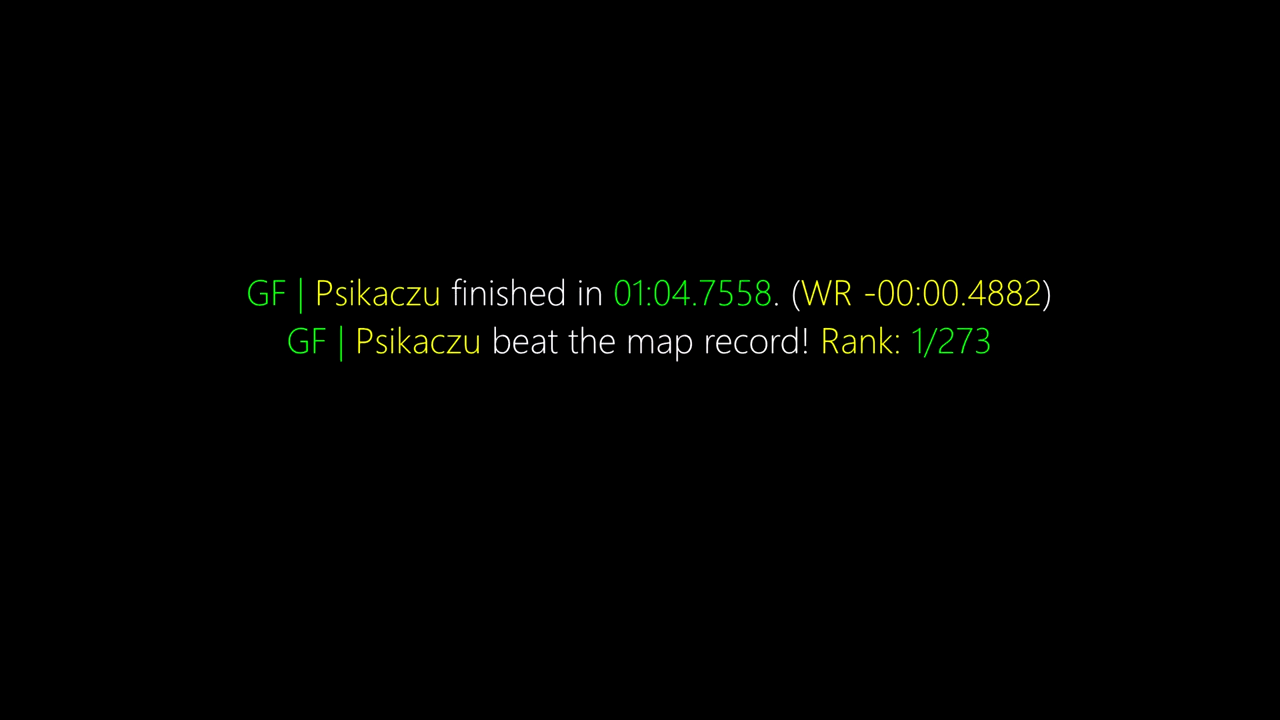 GF | Psikaczu finished in 01:04.7558. (WR -00:00.4882)
GF | Psikaczu beat the map record! Rank: 1/273